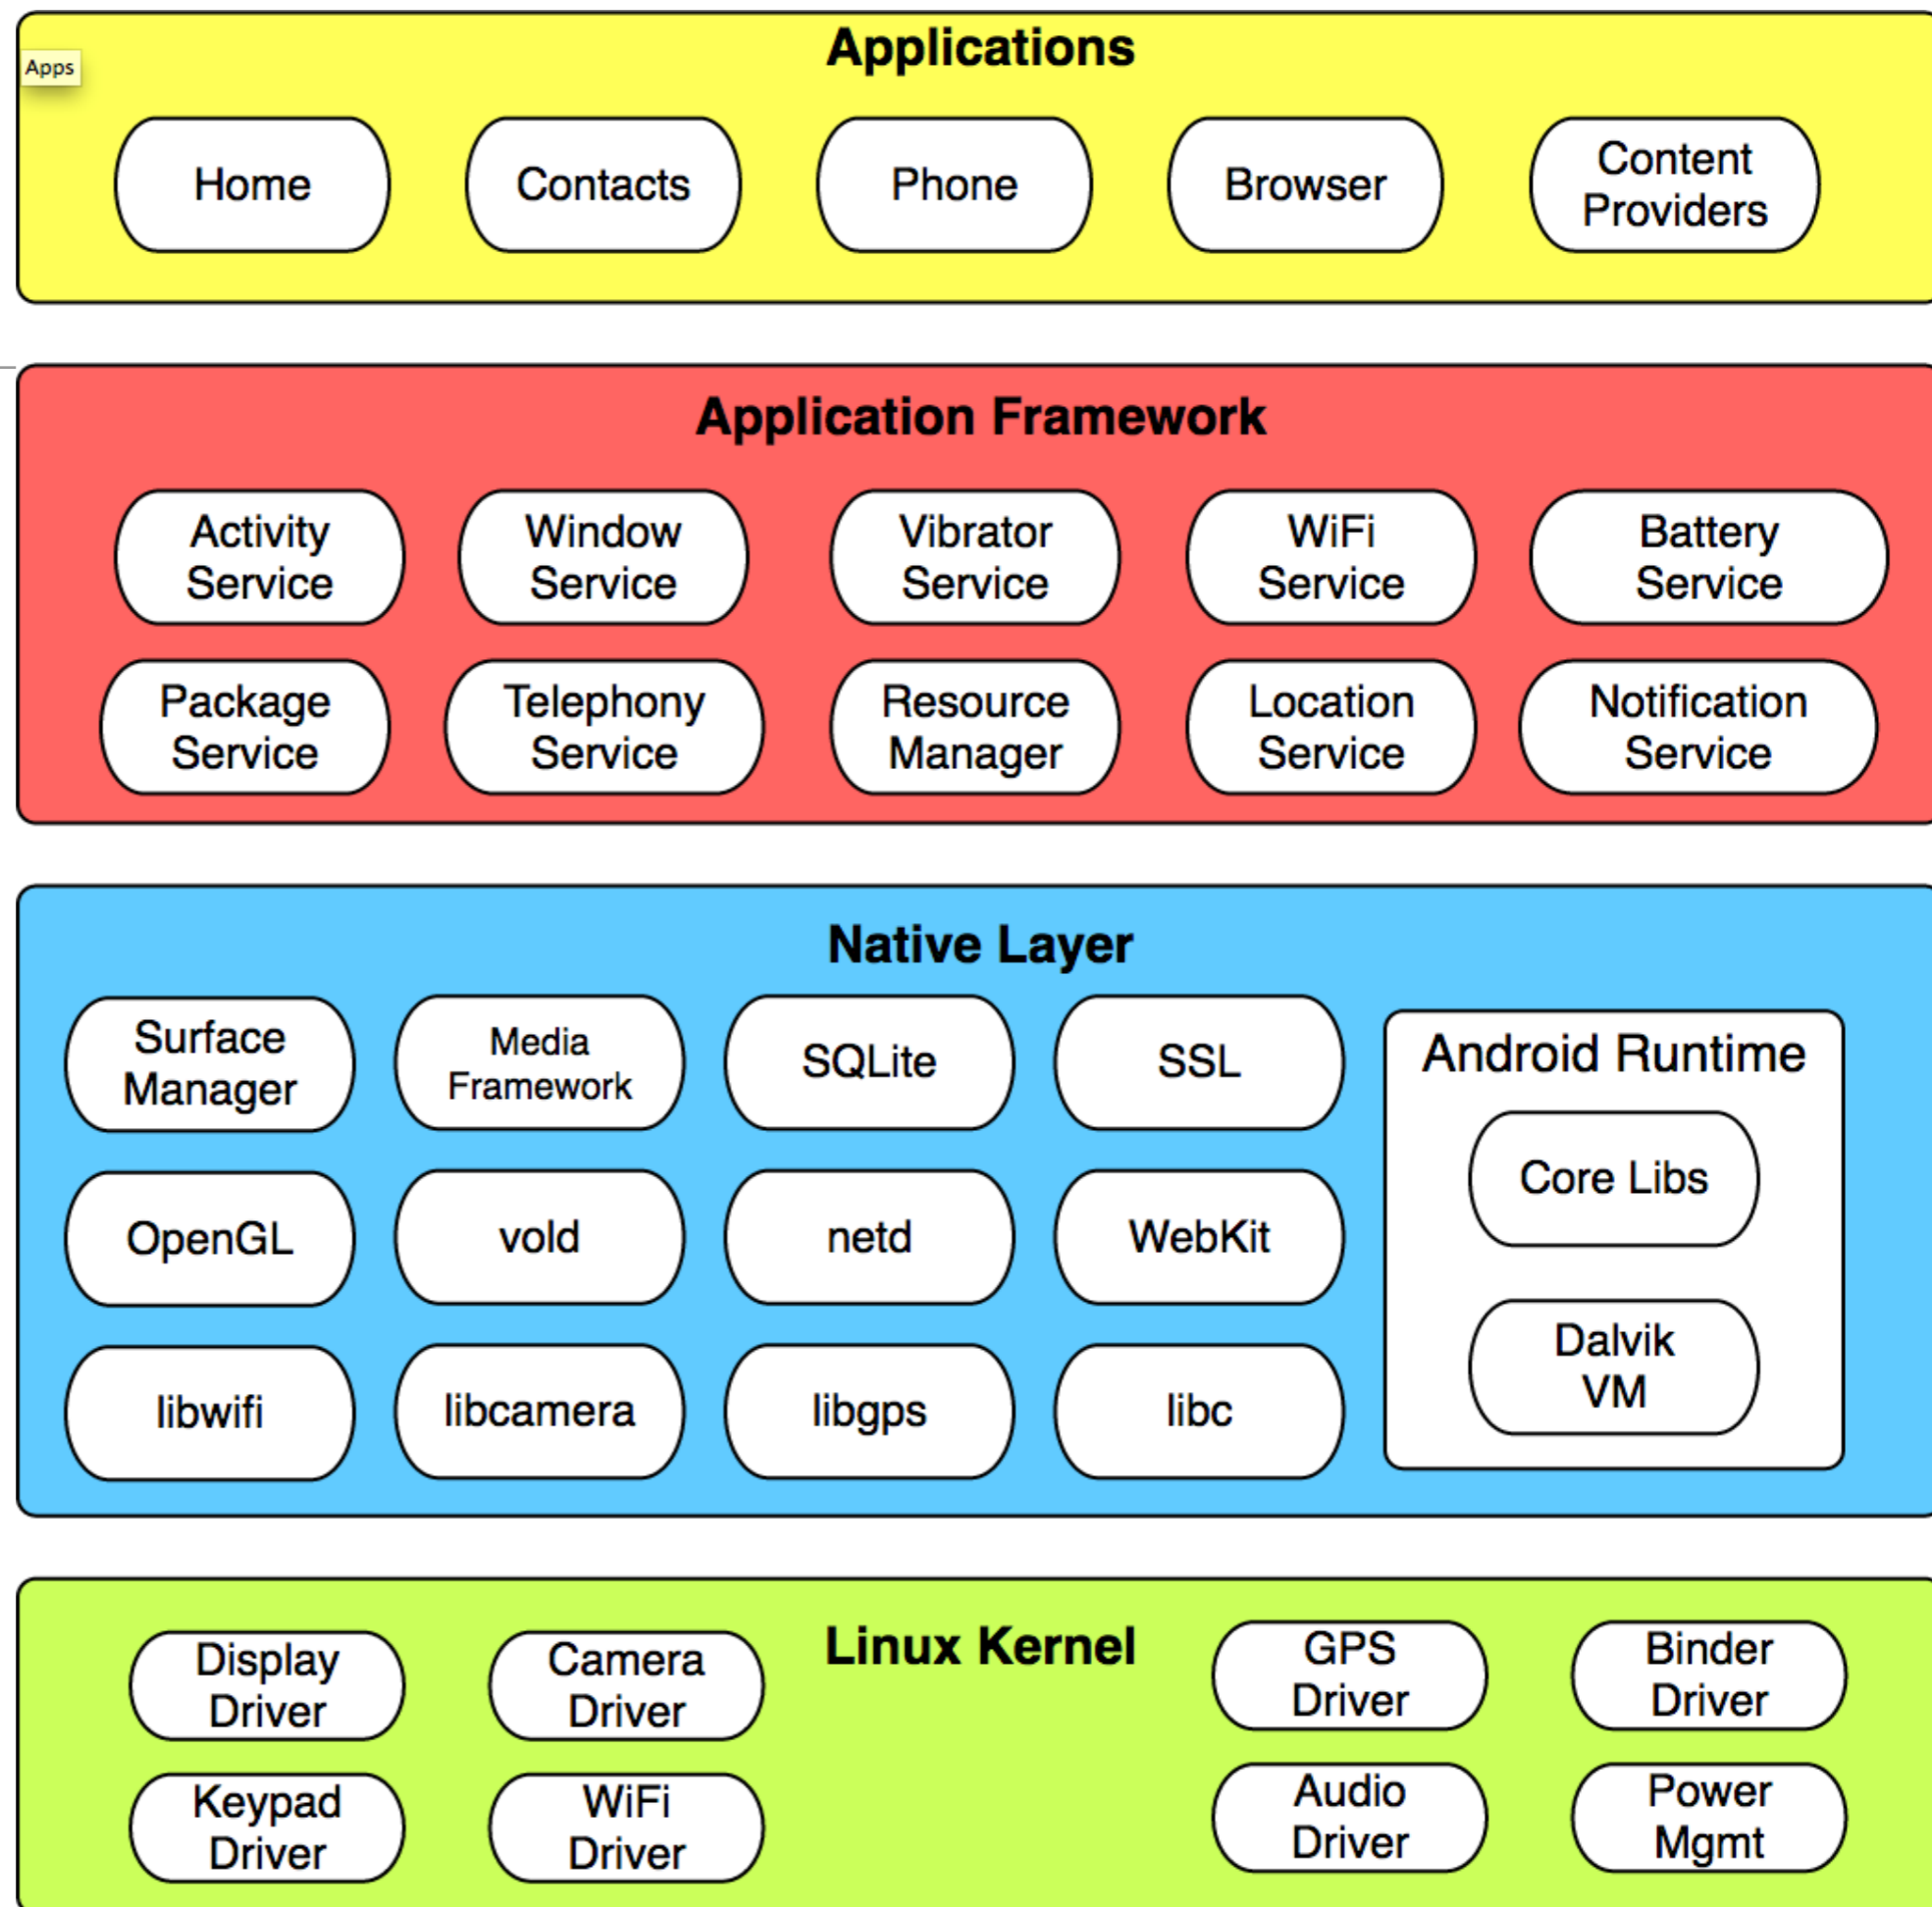 Applications
Apps
Home
Contacts
Phone
Browser
Content
Providers
Application Framework
Activity
Service
Window
Service
Vibrator
Service
WiFi
Service
Battery
Service
Package
Service
Telephony
Service
Resource
Manager
Location
Service
Notification
Service
Native Layer
Surface
Manager
Media
Framework
SQLite
SSL
Android Runtime
Core Libs
OpenGL
vold
netd
WebKit
Dalvik
VM
libwifi
libcamera
libgps
libc
Linux Kernel
Display
Driver
Camera
Driver
GPS
Driver
Binder
Driver
Keypad
Driver
WiFi
Driver
Audio
Driver
Power
Mgmt